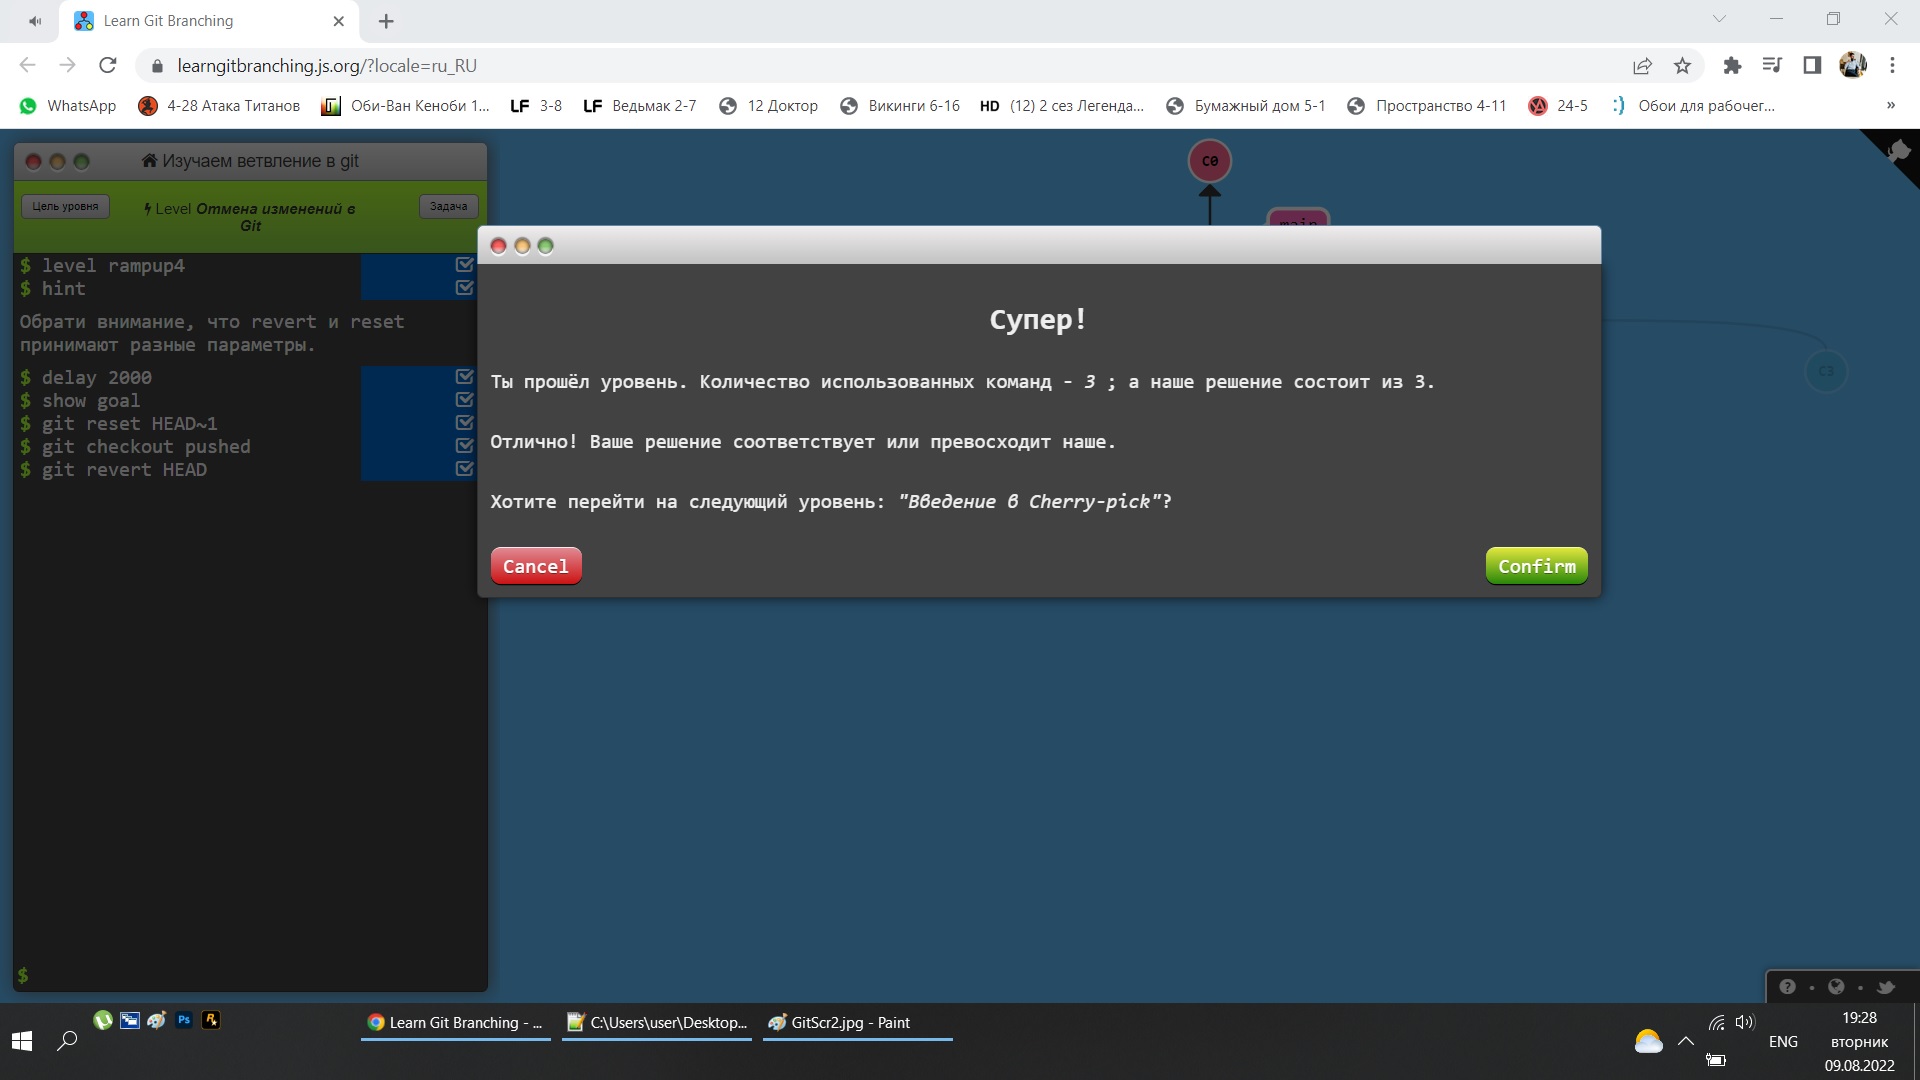 Learn Git Branching
learngitbranching.js.org/?locale=ru_RU
WhatsApp
4-28 Атака Титанов
Оби-Ван Кеноби 1...
LF 3-8
LF Ведьмак 2-7
12 Доктор
Викинги 6-16
HD (12) 2 сез Легенда...
Бумажный дом 5-1
Пространство 4-11
24-5
:) Обои для рабочег...
»
Изучаем ветвление в git
Цель уровня
Level Отмена изменений в
Git
Задача
$ level rampup4
$ hint
Обрати внимание, что revert и reset
принимают разные параметры.
$ delay 2000
$ show goal
$ git reset HEAD~1
$ git checkout pushed
$ git revert HEAD
$
C0
main
C3
Супер!
Ты прошёл уровень. Количество использованных команд - 3 ; а наше решение состоит из 3.
Отлично! Ваше решение соответствует или превосходит наше.
Хотите перейти на следующий уровень: "Введение в Cherry-pick"?
Cancel
Confirm
Ps
Learn Git Branching - ...
C:\Users\user\Desktop...
GitScr2.jpg - Paint
ENG
19:28
вторник
09.08.2022